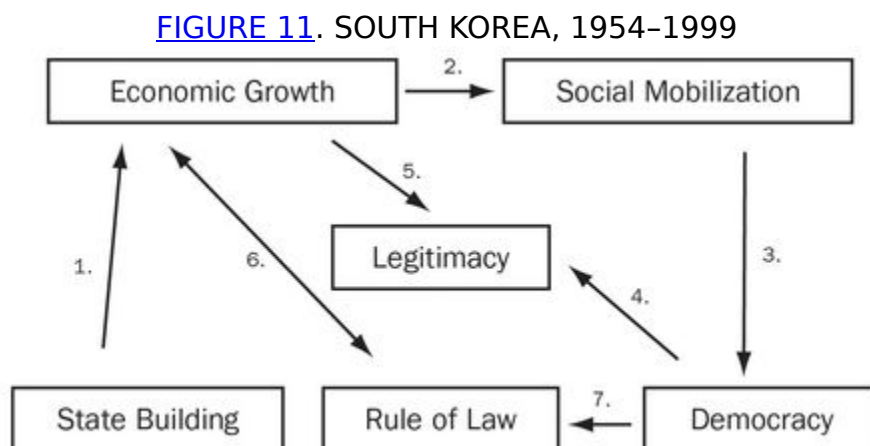 FIGURE 11. SOUTH KOREA, 1954–1999
2.
Economic Growth
Social Mobilization
5.
Legitimacy
1.
6.
3.
4.
7.
State Building
Rule of Law
Democracy